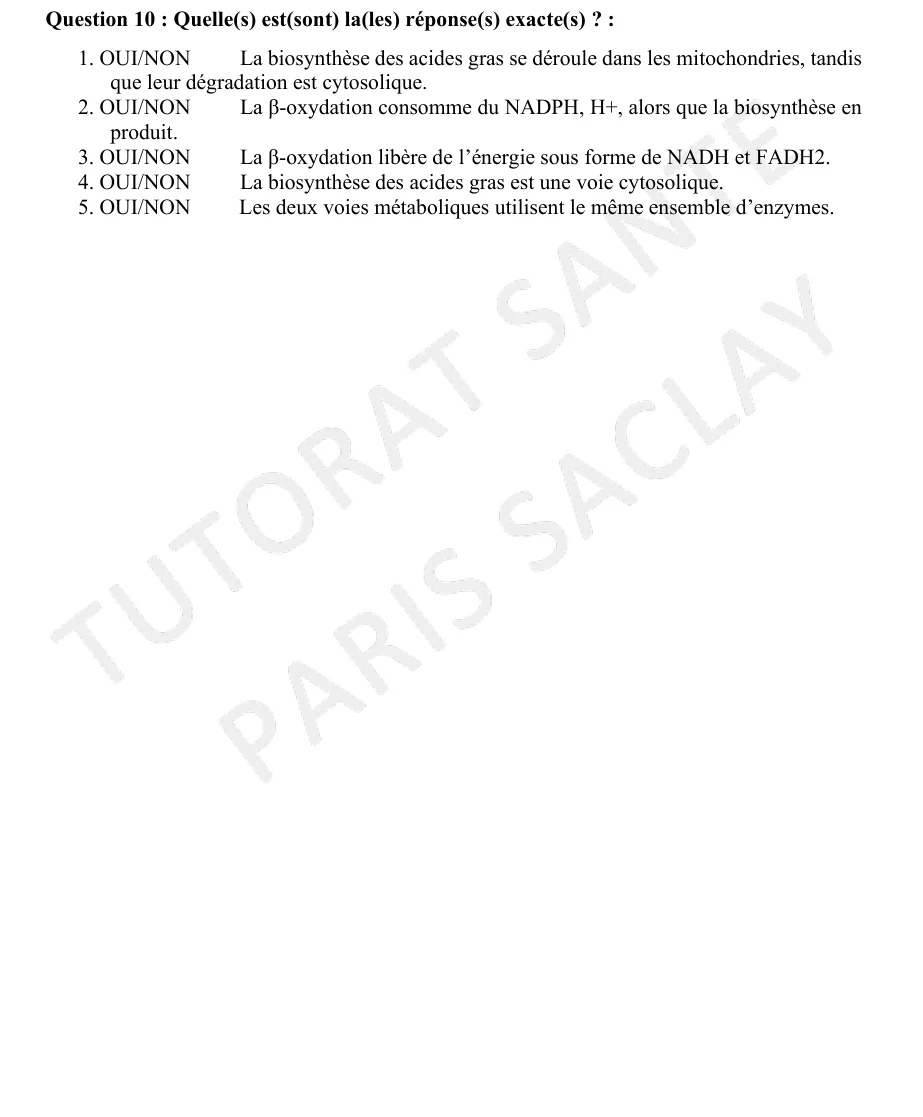 Question 10 : Quelle(s) est(sont) la(les) réponse(s) exacte(s) ? :
1. OUI/NON La biosynthèse des acides gras se déroule dans les mitochondries, tandis
que leur dégradation est cytosolique.
2. OUI/NON La β-oxydation consomme du NADPH, H+, alors que la biosynthèse en
produit.
3. OUI/NON La β-oxydation libère de l’énergie sous forme de NADH et FADH2.
4. OUI/NON La biosynthèse des acides gras est une voie cytosolique.
5. OUI/NON Les deux voies métaboliques utilisent le même ensemble d’enzymes.
TUTORAT SANTE
PARIS SACLAY